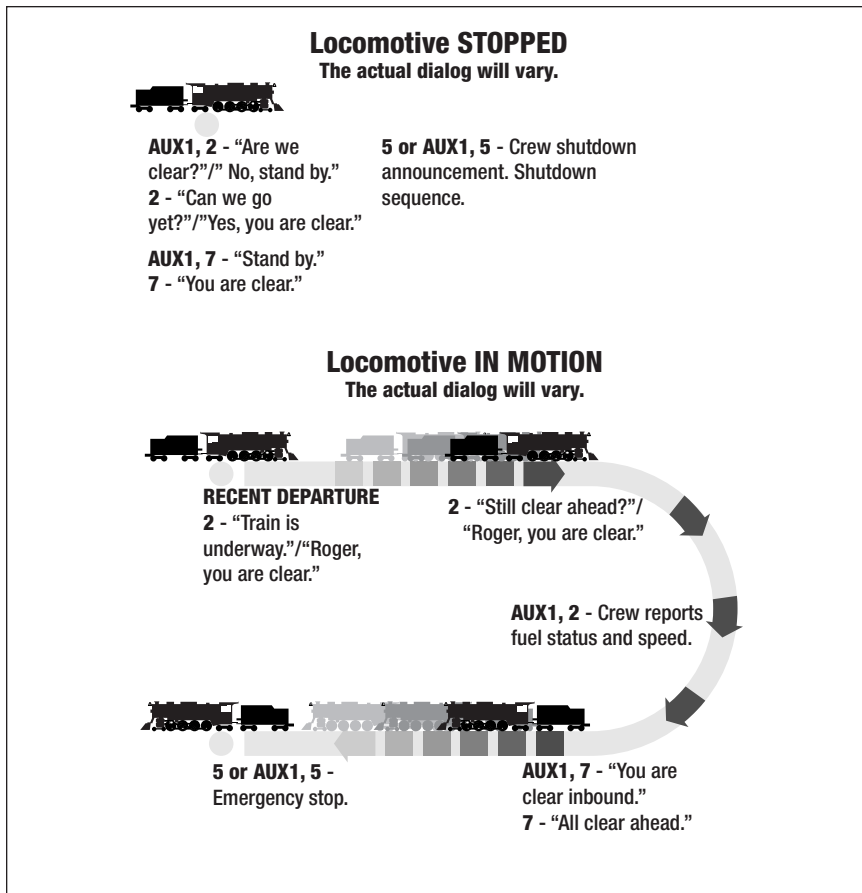 Locomotive STOPPED
The actual dialog will vary.
AUX1, 2 - “Are we
clear?”/” No, stand by.”
2 - “Can we go
yet?”/”Yes, you are clear.”
AUX1, 7 - “Stand by.”
7 - “You are clear.”
5 or AUX1, 5 - Crew shutdown
announcement. Shutdown
sequence.
Locomotive IN MOTION
The actual dialog will vary.
RECENT DEPARTURE
2 - “Train is
underway.”/“Roger,
you are clear.”
2 - “Still clear ahead?”/
“Roger, you are clear.”
AUX1, 2 - Crew reports
fuel status and speed.
AUX1, 7 - “You are
clear inbound.”
7 - “All clear ahead.”
5 or AUX1, 5 -
Emergency stop.